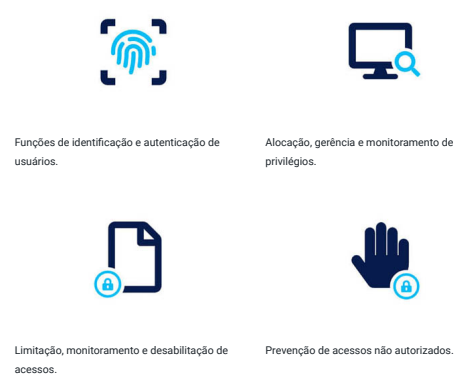 Funções de identificação e autenticação de
usuários.
Alocação, gerência e monitoramento de
privilégios.
Limitação, monitoramento e desabilitação de
acessos.
Prevenção de acessos não autorizados.